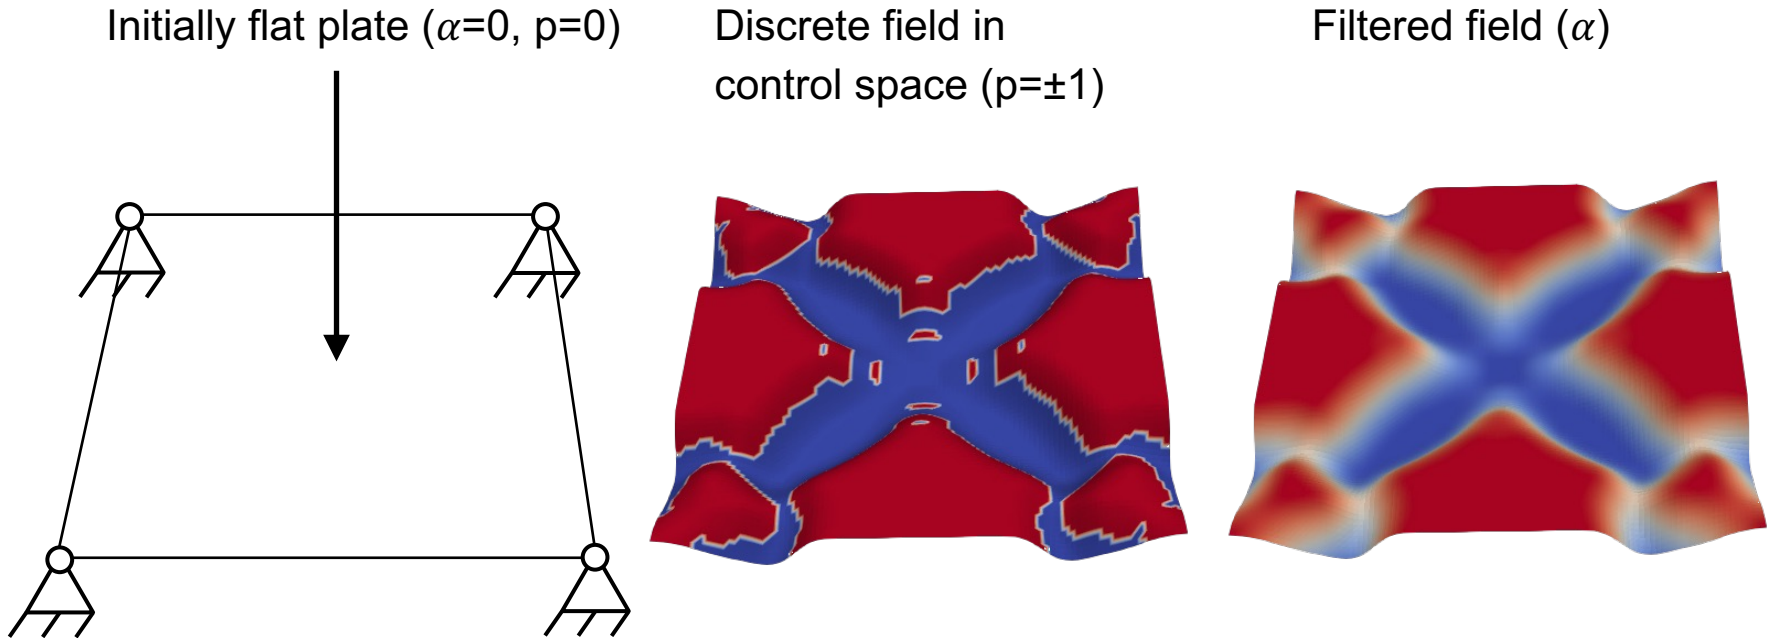 Initially flat plate (𝛼=0, p=0)
Discrete field in
control space (p=±1)
Filtered field (𝛼)